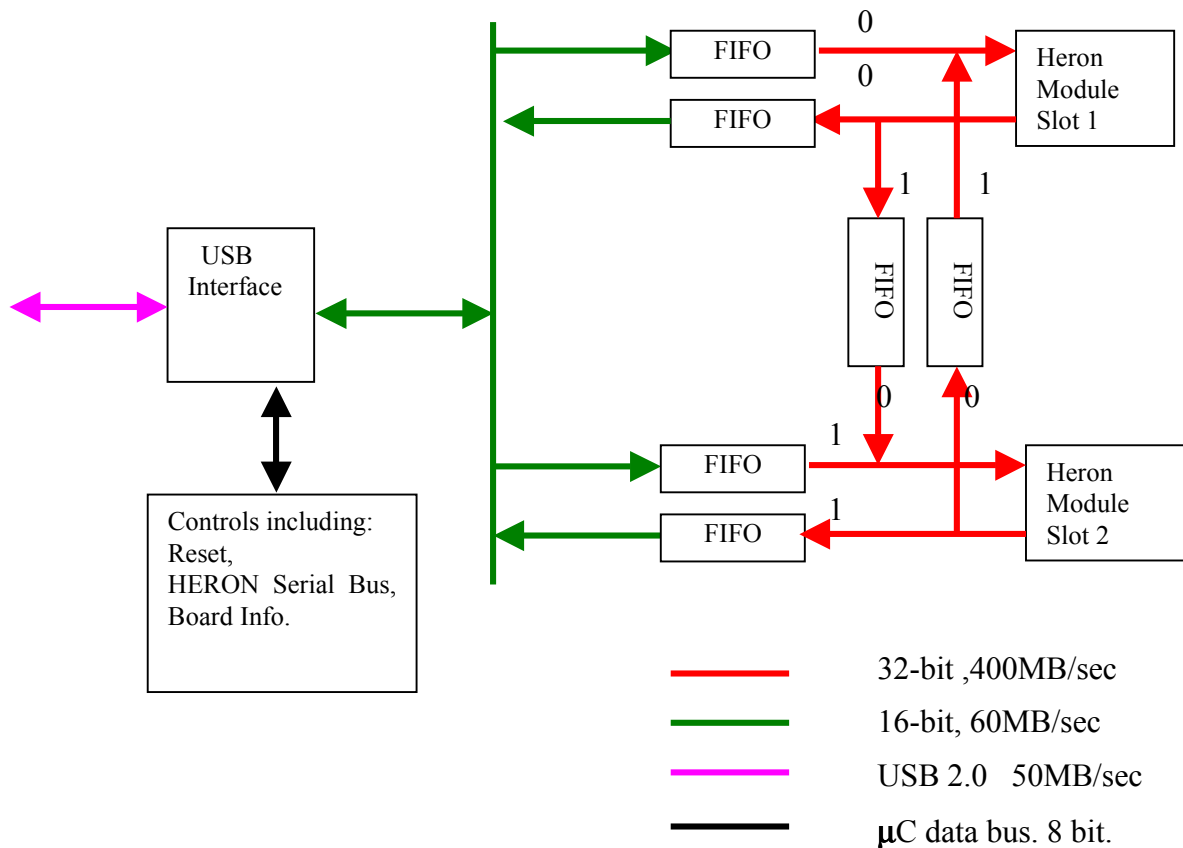 0
FIFO
Heron
Module
Slot 1
0
FIFO
1
1
USB
Interface
FIFO
FIFO
0
0
1
FIFO
Heron
Module
Slot 2
1
FIFO
Controls including:
Reset,
HERON Serial Bus,
Board Info.
32-bit ,400MB/sec
16-bit, 60MB/sec
USB 2.0 50MB/sec
µC data bus. 8 bit.